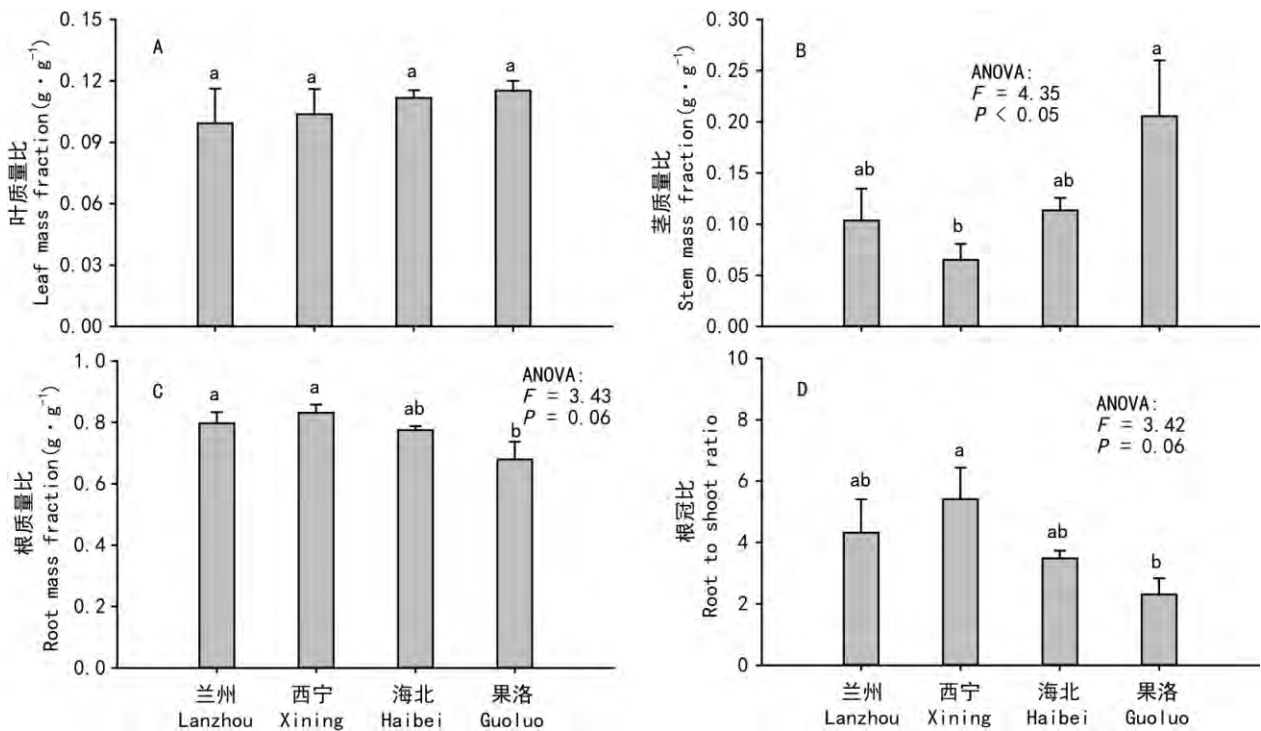 A
叶质量比
Leaf mass fraction(g·g⁻¹)
0.15
0.12
0.09
0.06
0.03
0.00
a
a
a
a
B
茎质量比
Stem mass fraction(g·g⁻¹)
0.30
0.25
0.20
0.15
0.10
0.05
0.00
ANOVA:
F = 4.35
P < 0.05
ab
b
ab
a
C
根质量比
Root mass fraction(g·g⁻¹)
1.0
0.8
0.6
0.4
0.2
0.0
ANOVA:
F = 3.43
P = 0.06
a
a
ab
b
兰州 西宁 海北 果洛
Lanzhou Xining Haibei Guoluo
D
根冠比
Root to shoot ratio
10
8
6
4
2
0
ANOVA:
F = 3.42
P = 0.06
ab
a
ab
b
兰州 西宁 海北 果洛
Lanzhou Xining Haibei Guoluo